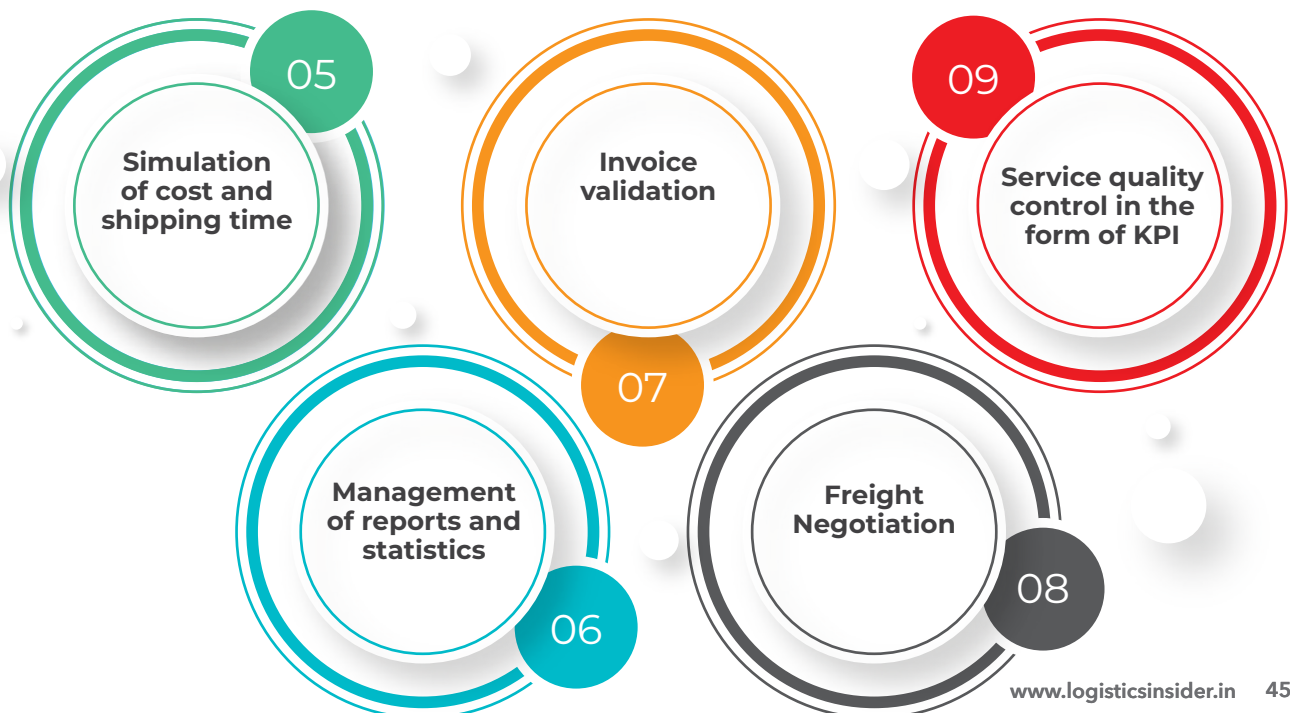 05
Simulation
of cost and
shipping time
Management
of reports and
statistics
06
Invoice
validation
07
Freight
Negotiation
08
09
Service quality
control in the
form of KPI
www.logisticsinsider.in 45